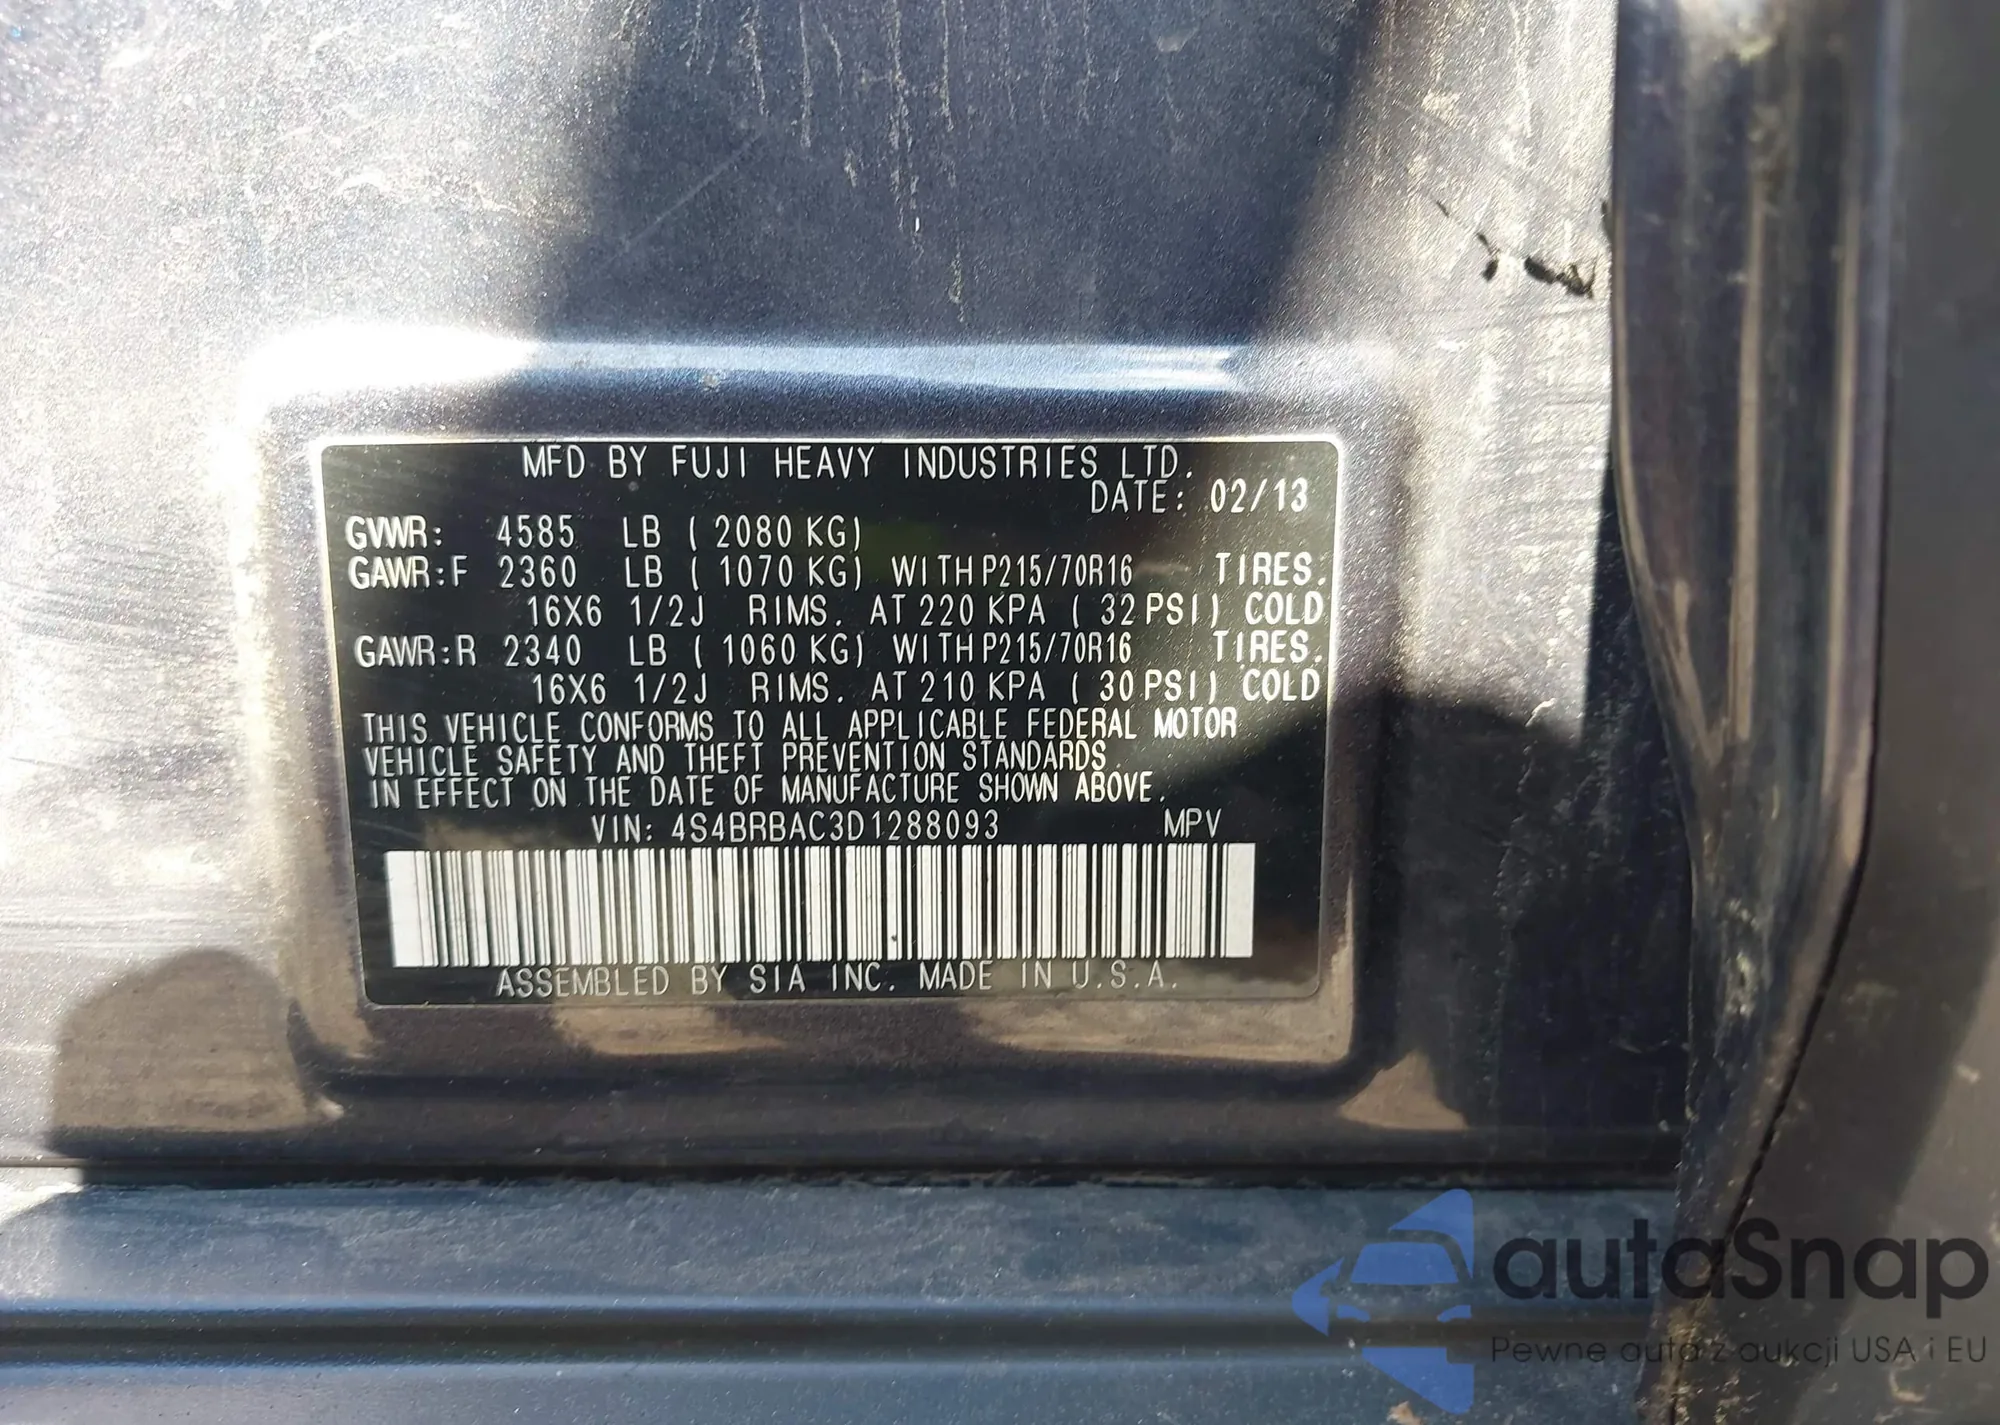 MFD BY FUJI HEAVY INDUSTRIES LTD.
DATE: 02/13
GVWR: 4585 LB ( 2080 KG)
GAWR:F 2360 LB ( 1070 KG) WITH P215/70R16 TIRES.
16X6 1/2J RIMS. AT 220 KPA ( 32 PSI) COLD
GAWR:R 2340 LB ( 1060 KG) WITH P215/70R16 TIRES.
16X6 1/2J RIMS. AT 210 KPA ( 30 PSI) COLD
THIS VEHICLE CONFORMS TO ALL APPLICABLE FEDERAL MOTOR
VEHICLE SAFETY AND THEFT PREVENTION STANDARDS
IN EFFECT ON THE DATE OF MANUFACTURE SHOWN ABOVE.
VIN: 4S4BRBAC3D1288093 MPV
ASSEMBLED BY SIA INC. MADE IN U.S.A.
autaSnap
Pewne auta z aukcji USA i EU